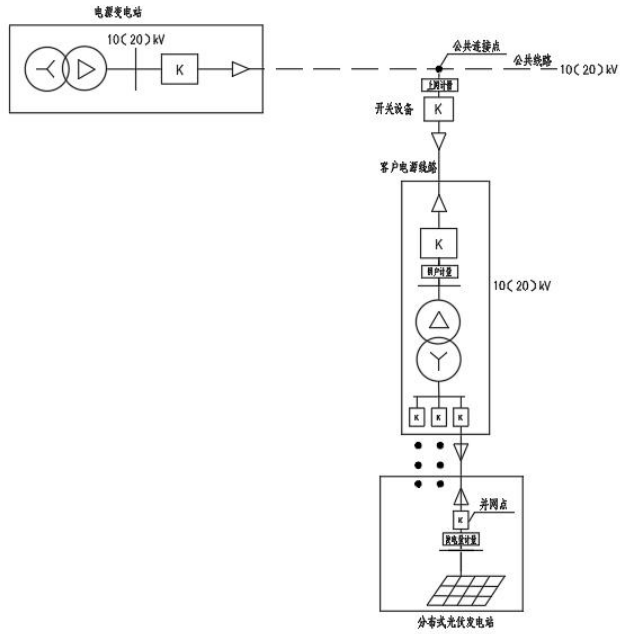 电源变电站
10(20)kV
K
公共连接点
公共线路
10(20)kV
上网计量
开关设备
K
客户电源线路
K
用户计量
10(20)kV
K
K
K
并网点
K
发电量计量
分布式光伏发电站